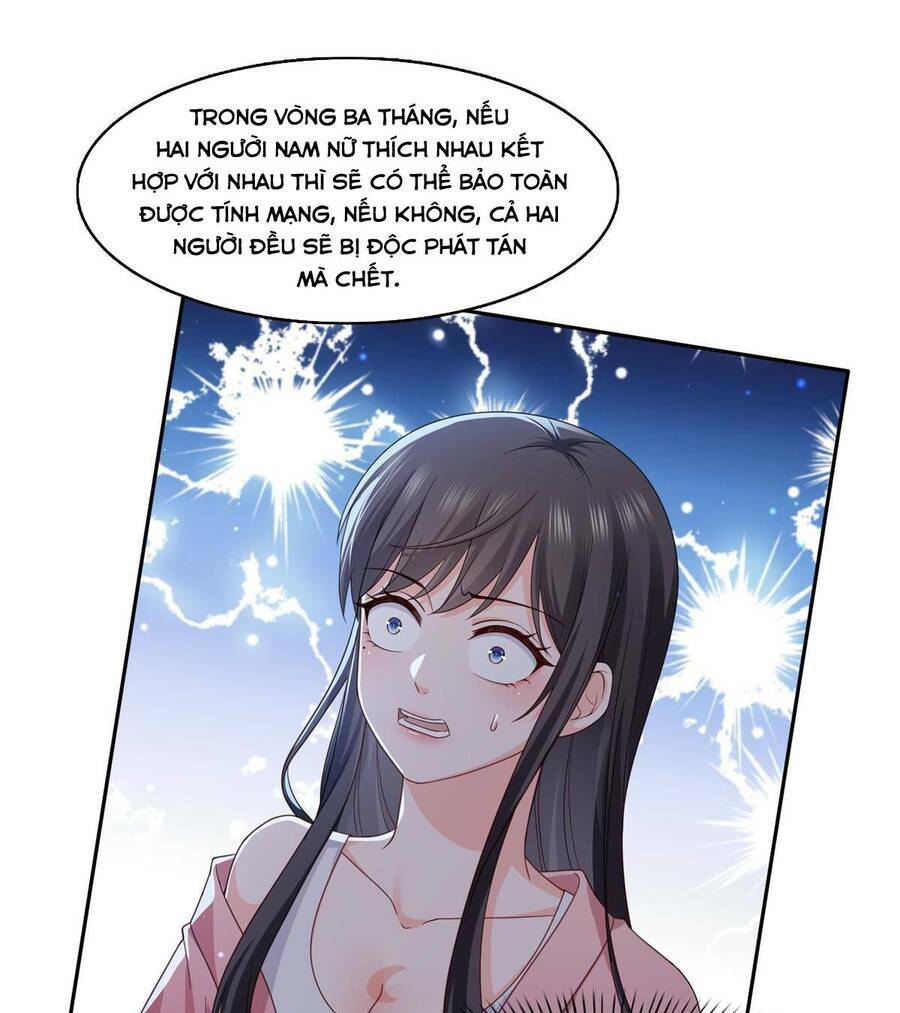 TRONG VÒNG BA THÁNG, NẾU
HAI NGƯỜI NAM NỮ THÍCH NHAU KẾT
HỢP VỚI NHAU THÌ SẼ CÓ THỂ BẢO TOÀN
ĐƯỢC TÍNH MẠNG, NẾU KHÔNG, CẢ HAI
NGƯỜI ĐỀU SẼ BỊ ĐỘC PHÁT TÁN
MÀ CHẾT.